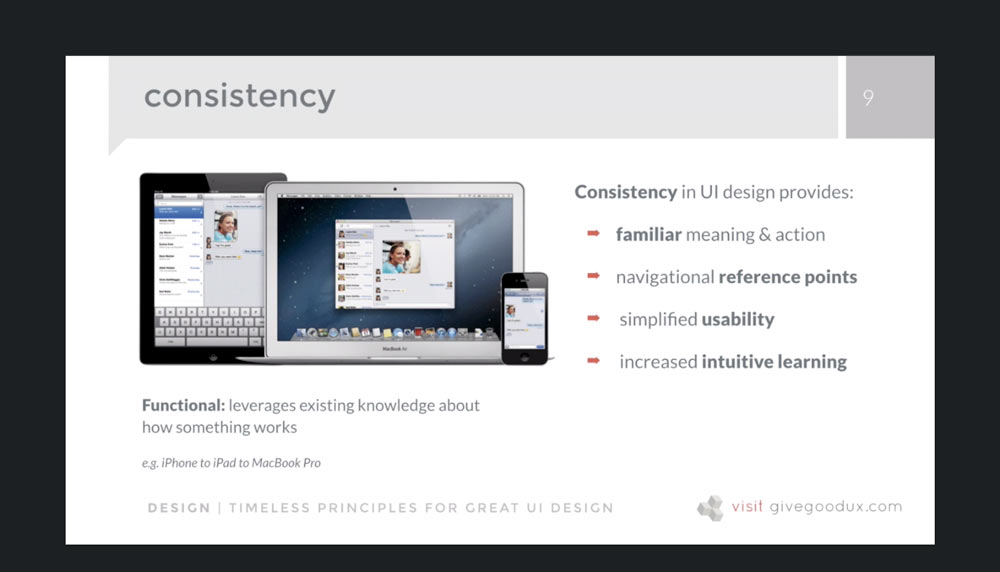 consistency
9
Consistency in UI design provides:
familiar meaning & action
navigational reference points
simplified usability
increased intuitive learning
MacBook Air
Functional: leverages existing knowledge about
how something works
e.g. iPhone to iPad to MacBook Pro
DESIGN | TIMELESS PRINCIPLES FOR GREAT UI DESIGN
visit givegoodux.com